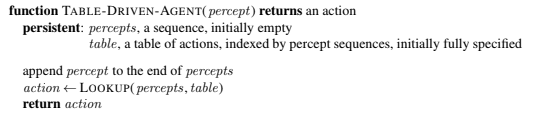 function TABLE-DRIVEN-AGENT(percept) returns an action
persistent: percepts, a sequence, initially empty
table, a table of actions, indexed by percept sequences, initially fully specified
append percept to the end of percepts
action ← LOOKUP(percepts, table)
return action